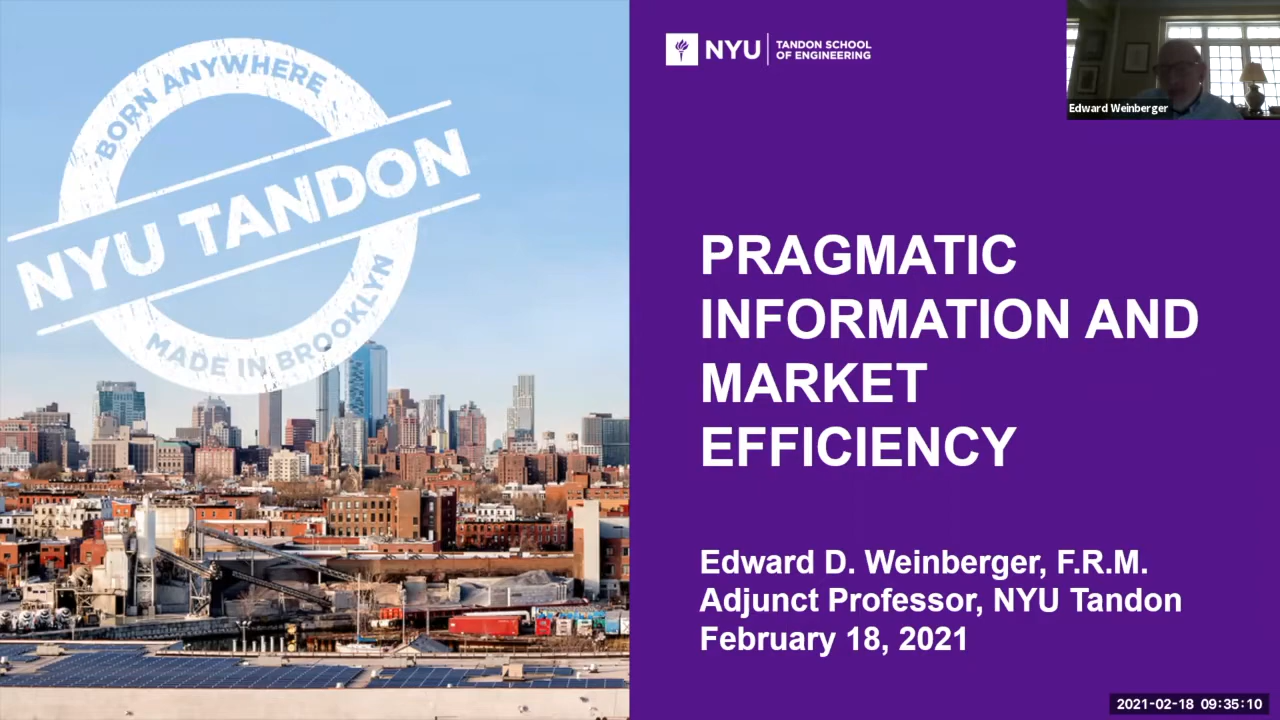 BORN ANYWHERE
NYU TANDON
MADE IN BROOKLYN
NYU TANDON SCHOOL
OF ENGINEERING
Edward Weinberger
PRAGMATIC
INFORMATION AND
MARKET
EFFICIENCY
Edward D. Weinberger, F.R.M.
Adjunct Professor, NYU Tandon
February 18, 2021
2021-02-18 09:35:10